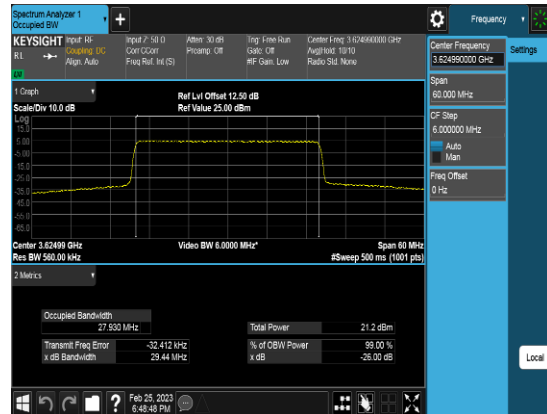 Spectrum Analyzer 1
Occupied BW
+
Frequency
KEYSIGHT
Input: RF
Coupling: DC
Align: Auto
Input Z: 50 Ω
Corr CCorr
Freq Ref: Int (S)
Atten: 30 dB
Preamp: Off
Trig: Free Run
Gate: Off
#IF Gain: Low
Center Freq: 3.624990000 GHz
Avg|Hold: 10/10
Radio Std: None
Center Frequency
3.624990000 GHz
Settings
Span
60.000 MHz
CF Step
6.000000 MHz
Auto
Man
Freq Offset
0 Hz
Local
1 Graph
Scale/Div 10.0 dB
Ref Lvl Offset 12.50 dB
Ref Value 25.00 dBm
Log
15.0
5.00
-5.00
-15.0
-25.0
-35.0
-45.0
-55.0
-65.0
Center 3.62499 GHz
Res BW 560.00 kHz
Video BW 6.0000 MHz*
Span 60 MHz
#Sweep 500 ms (1001 pts)
2 Metrics
Occupied Bandwidth
27.930 MHz
Total Power 21.2 dBm
Transmit Freq Error -32.412 kHz
% of OBW Power 99.00 %
x dB Bandwidth 29.44 MHz
x dB -26.00 dB
?
Feb 25, 2023
6:48:48 PM